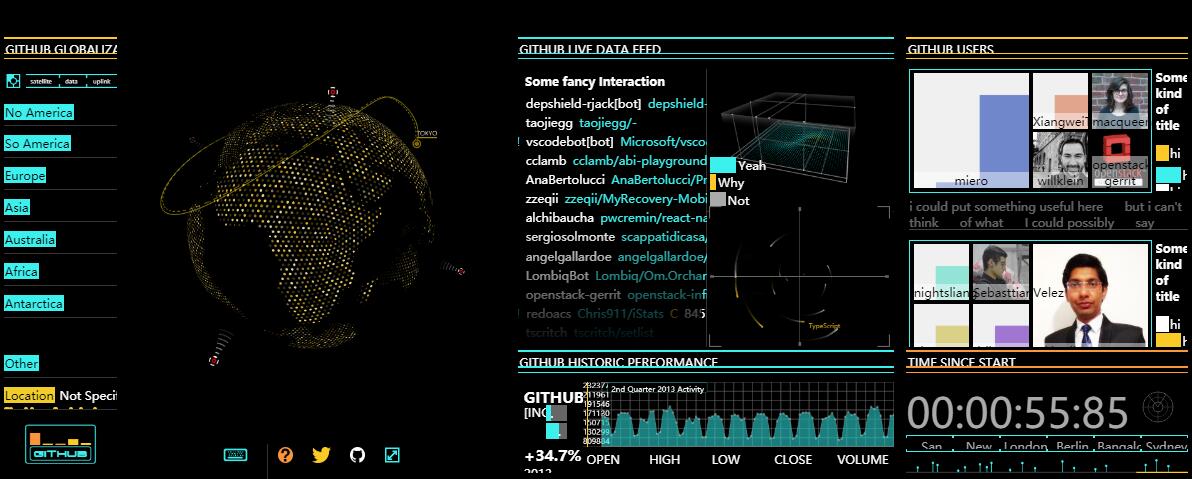 GITHUB GLOBALIZA
satellite data uplink
No America
So America
Europe
Asia
Australia
Africa
Antarctica
Other
Location Not Specif
GITHUB
TOKYO
GITHUB LIVE DATA FEED
Some fancy Interaction
depshield-rjack[bot] depshield-
taojiegg taojiegg/-
vscodebot[bot] Microsoft/vsco
cclamb cclamb/abi-playground
AnaBertolucci AnaBertolucci/Pr
zzeqii zzeqii/MyRecovery-Mobi
alchibaucha pwcremin/react-na
sergiosolmonte scappatidicasa/
angelgallardoe angelgallardoe/
LombiqBot Lombiq/Om.Orchar
openstack-gerrit openstack-inf
redoacs Chris911/iStats C 845
tscritch tscritch/setlist
Yeah
Why
Not
TypeScript
GITHUB HISTORIC PERFORMANCE
GITHUB
[INC.
+34.7%
2013
2nd Quarter 2013 Activity
232377
211961
191546
171130
150715
130299
809884
OPEN HIGH LOW CLOSE VOLUME
GITHUB USERS
miero
XiangweiT
macqueen
willklein
openstack
gerrit
Some
kind
of
title
hi
h
i could put something useful here but i can't
think of what I could possibly say
nightslian
Sebasttian Velez
Some
kind
of
title
hi
h
TIME SINCE START
00:00:55:85
San New London Berlin Bangalc Sydney